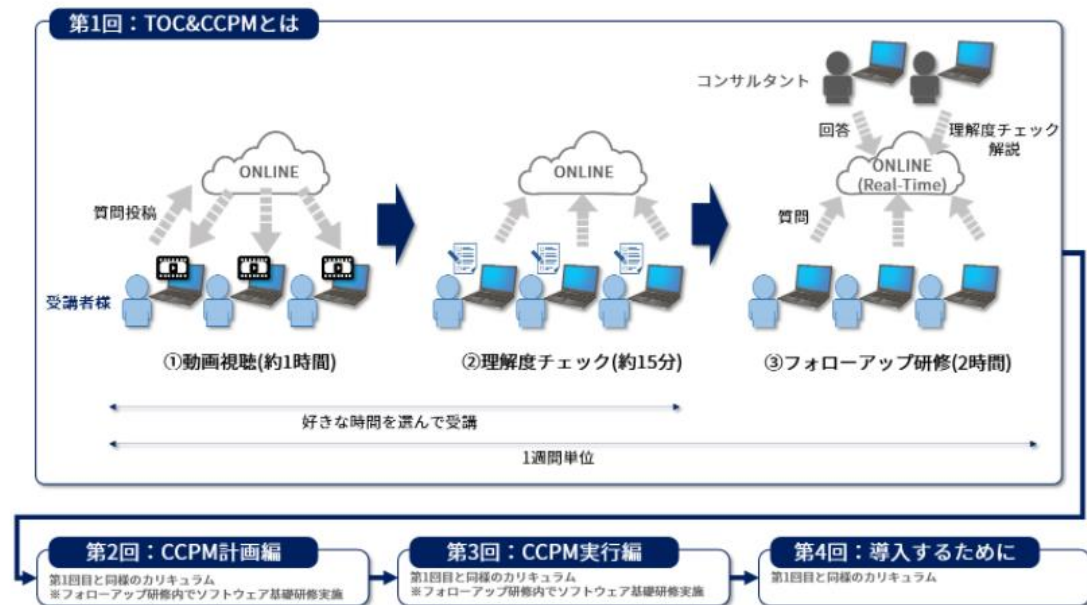 第1回：TOC&CCPMとは
コンサルタント
回答
理解度チェック
解説
ONLINE
ONLINE
ONLINE
(Real-Time)
質問投稿
質問
受講者様
①動画視聴(約1時間)
②理解度チェック(約15分)
③フォローアップ研修(2時間)
好きな時間を選んで受講
1週間単位
第2回：CCPM計画編
第1回目と同様のカリキュラム
※フォローアップ研修内でソフトウェア基礎研修実施
第3回：CCPM実行編
第1回目と同様のカリキュラム
※フォローアップ研修内でソフトウェア基礎研修実施
第4回：導入するために
第1回目と同様のカリキュラム